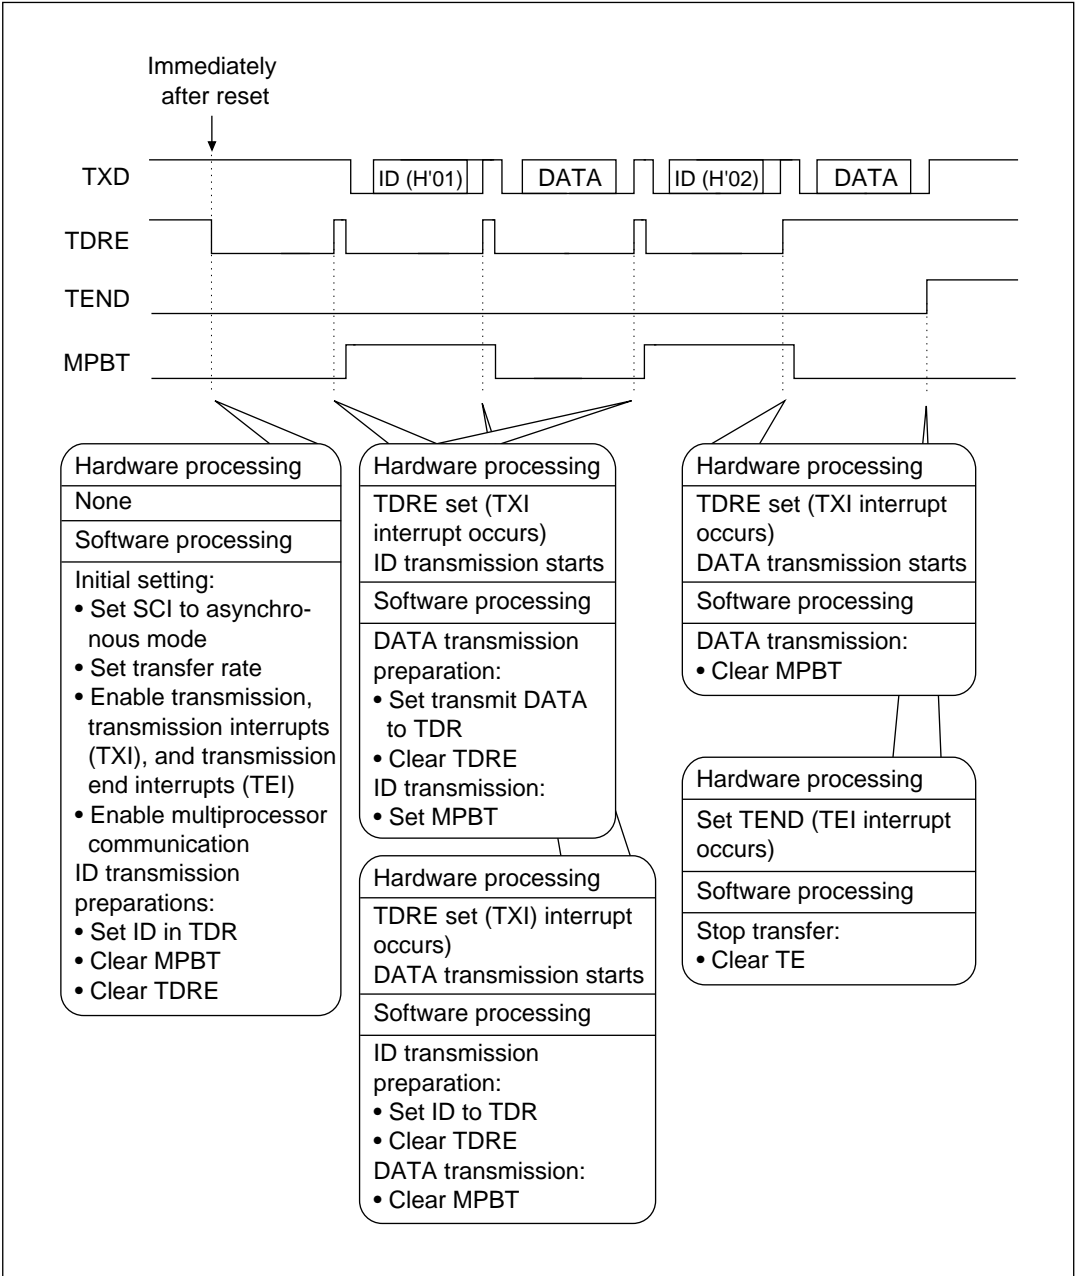 Immediately
after reset
TXD
ID (H'01)
DATA
ID (H'02)
DATA
TDRE
TEND
MPBT
Hardware processing
None
Software processing
Initial setting:
• Set SCI to asynchro-
nous mode
• Set transfer rate
• Enable transmission,
transmission interrupts
(TXI), and transmission
end interrupts (TEI)
• Enable multiprocessor
communication
ID transmission
preparations:
• Set ID in TDR
• Clear MPBT
• Clear TDRE
Hardware processing
TDRE set (TXI
interrupt occurs)
ID transmission starts
Software processing
DATA transmission
preparation:
• Set transmit DATA
to TDR
• Clear TDRE
ID transmission:
• Set MPBT
Hardware processing
TDRE set (TXI) interrupt
occurs)
DATA transmission starts
Software processing
ID transmission
preparation:
• Set ID to TDR
• Clear TDRE
DATA transmission:
• Clear MPBT
Hardware processing
TDRE set (TXI interrupt
occurs)
DATA transmission starts
Software processing
DATA transmission:
• Clear MPBT
Hardware processing
Set TEND (TEI interrupt
occurs)
Software processing
Stop transfer:
• Clear TE